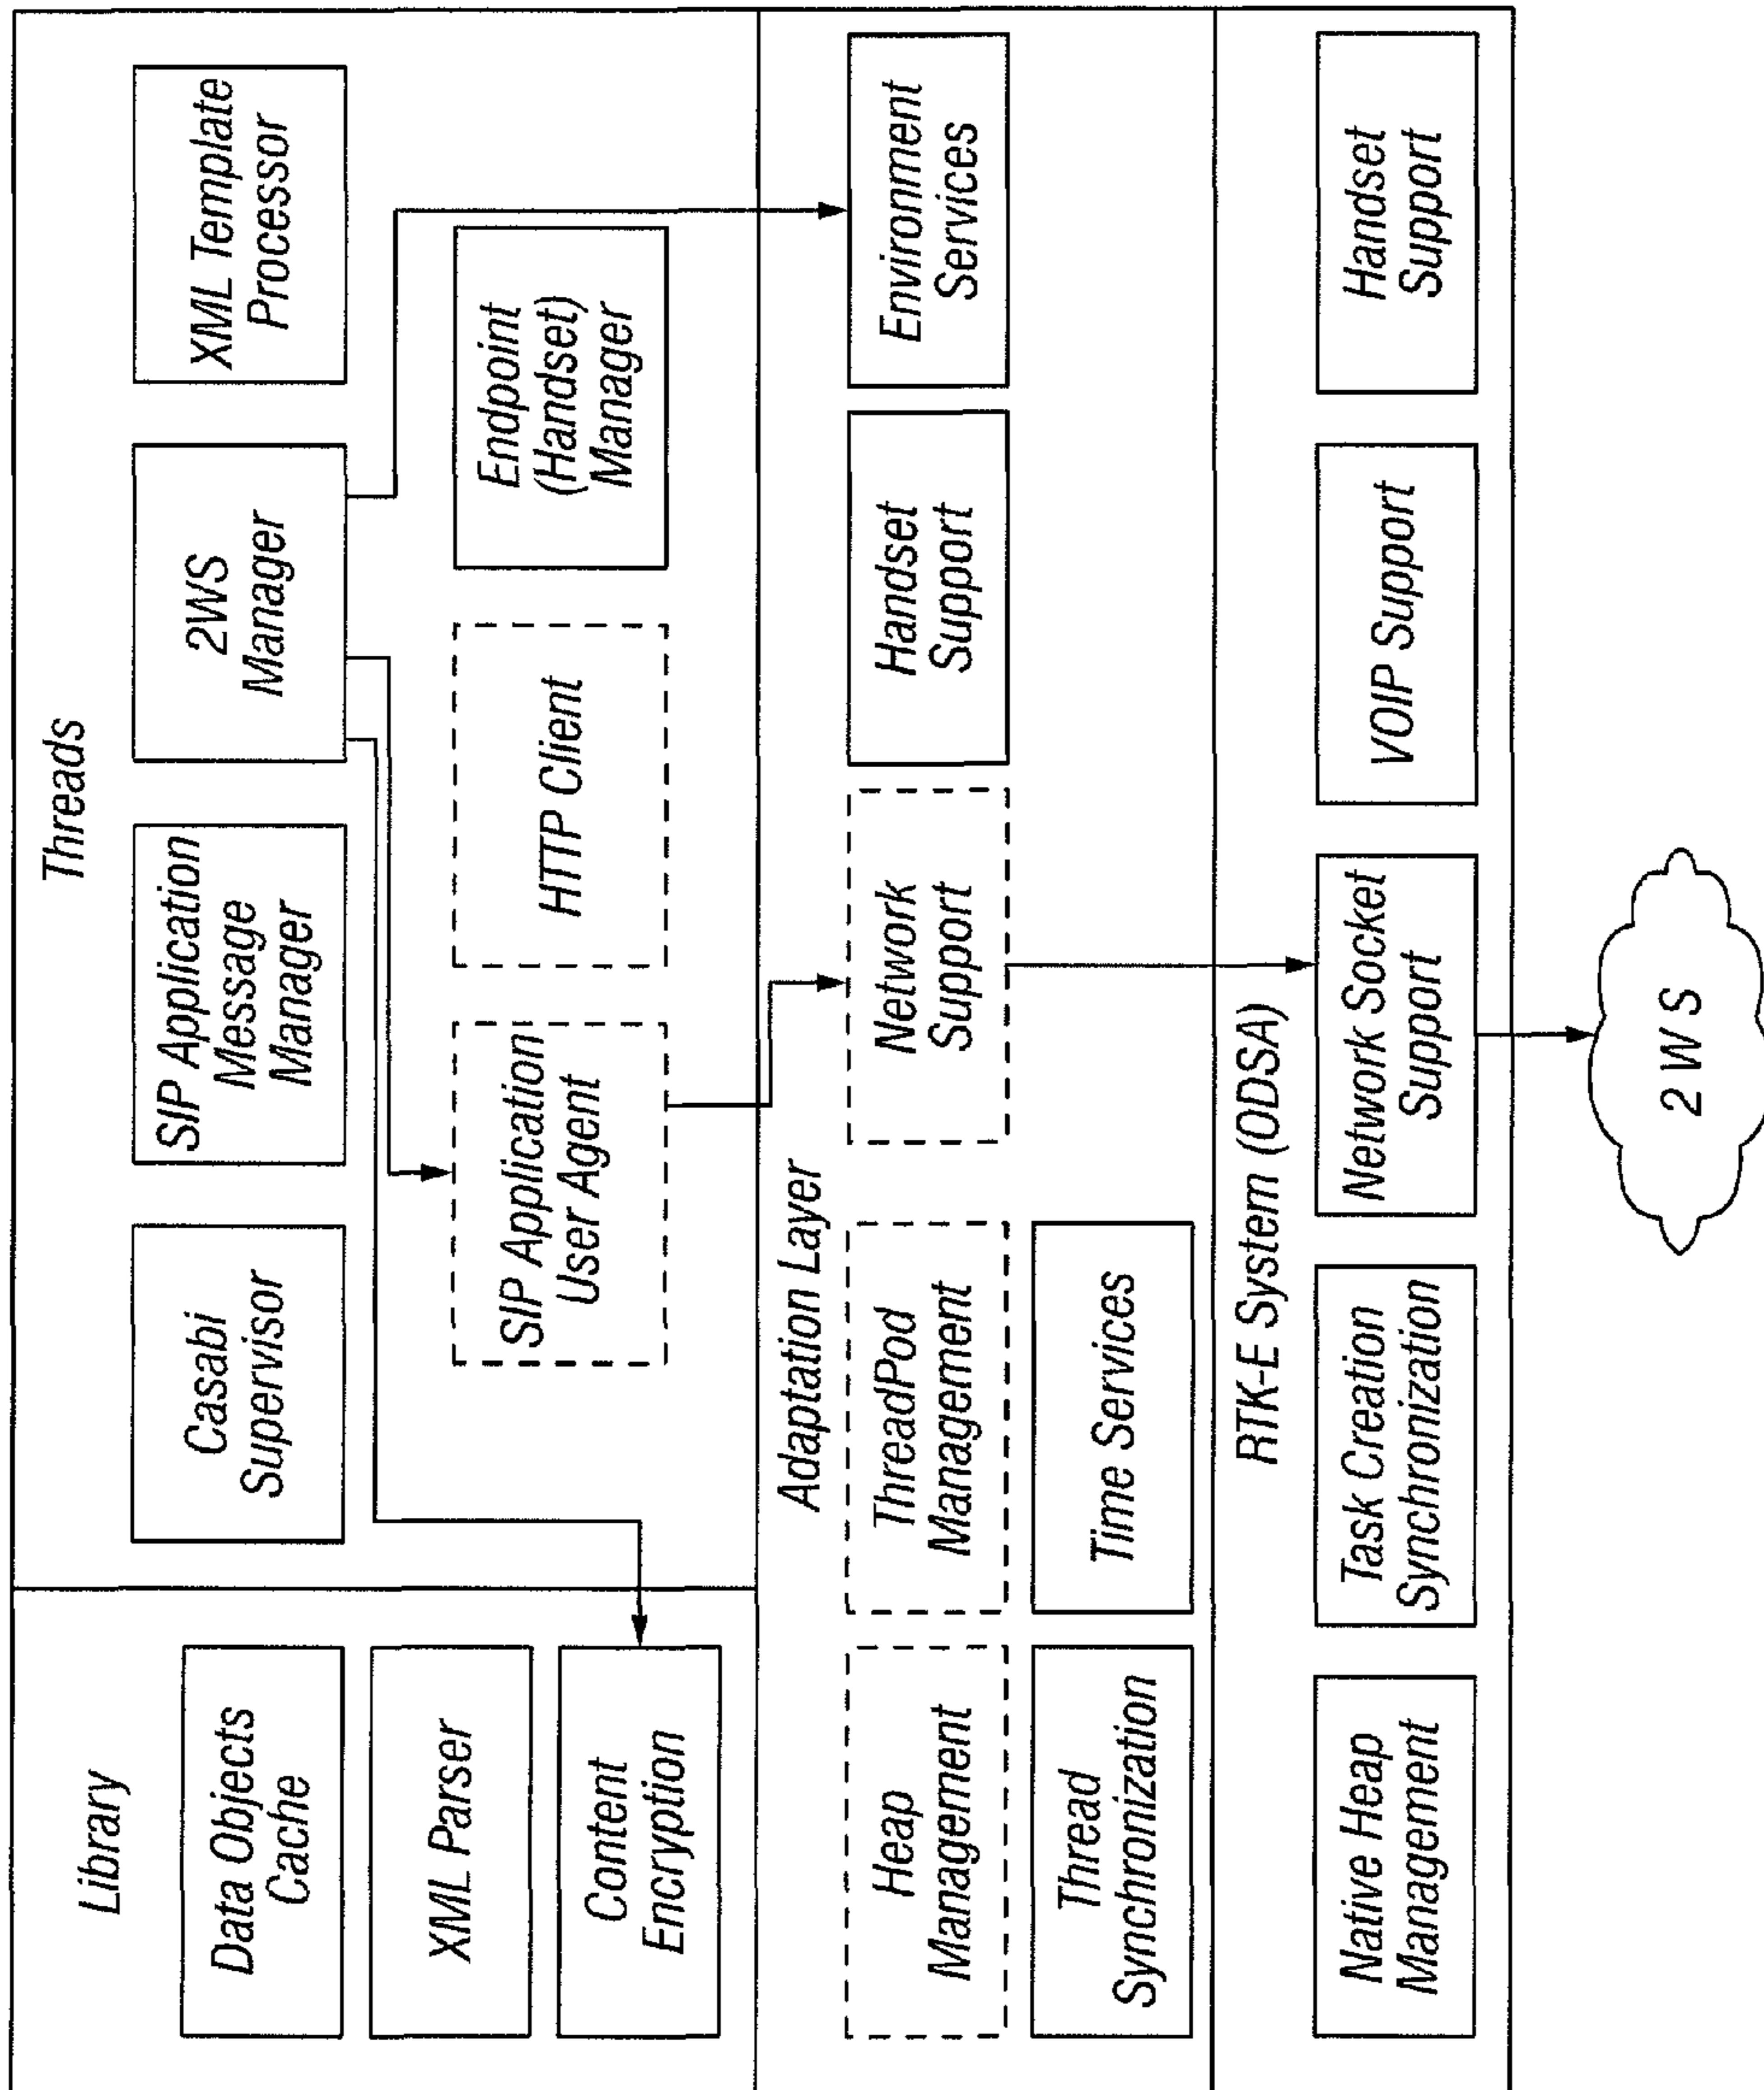 Library
Data Objects
Cache
XML Parser
Content
Encryption
Threads
Casabi
Supervisor
SIP Application
Message
Manager
2WS
Manager
XML Template
Processor
SIP Application
User Agent
HTTP Client
Endpoint
(Handset)
Manager
Adaptation Layer
Heap
Management
ThreadPod
Management
Network
Support
Handset
Support
Environment
Services
Thread
Synchronization
Time Services
RTK-E System (ODSA)
Native Heap
Management
Task Creation
Synchronization
Network Socket
Support
VOIP Support
Handset
Support
2 W S